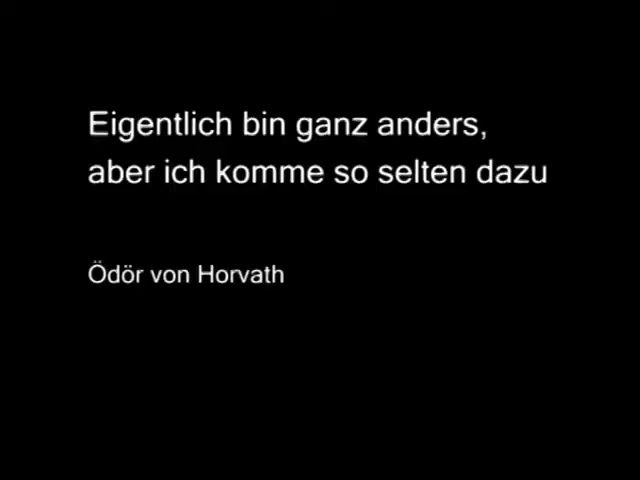 Eigentlich bin ganz anders,
aber ich komme so selten dazu
Ödör von Horvath